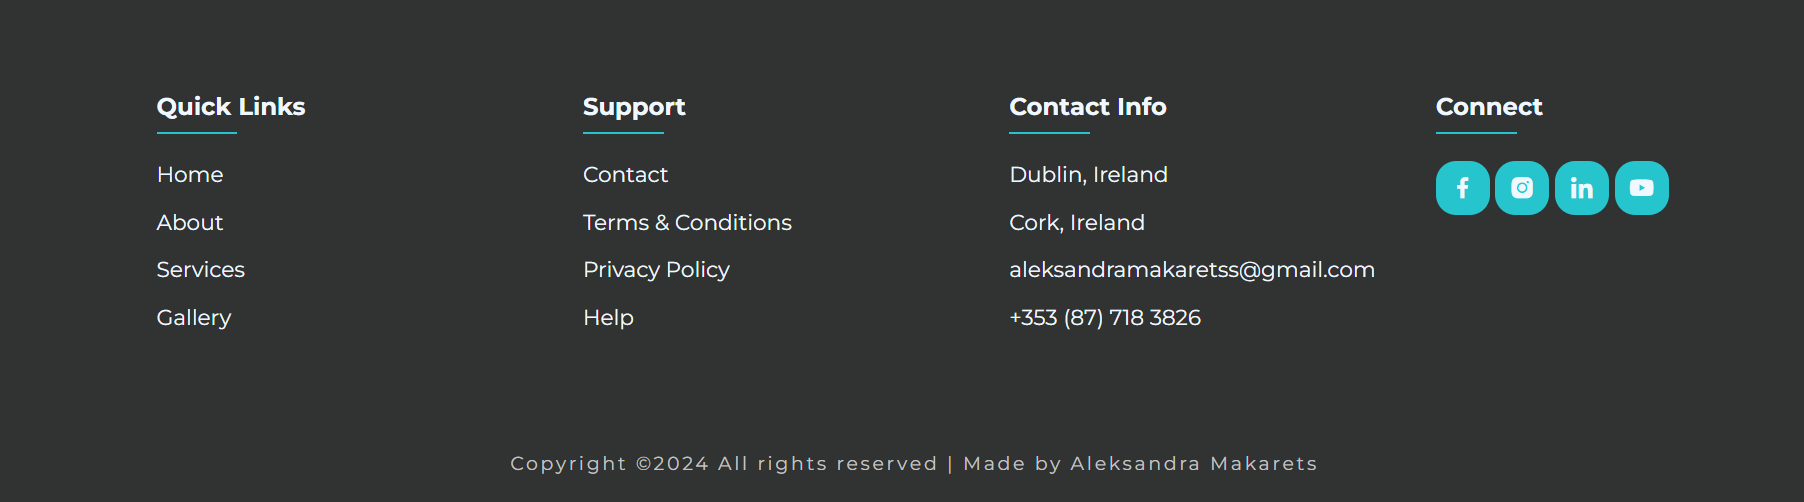 Quick Links
Home
About
Services
Gallery
Support
Contact
Terms & Conditions
Privacy Policy
Help
Contact Info
Dublin, Ireland
Cork, Ireland
aleksandramakaretss@gmail.com
+353 (87) 718 3826
Connect
Copyright ©2024 All rights reserved | Made by Aleksandra Makarets